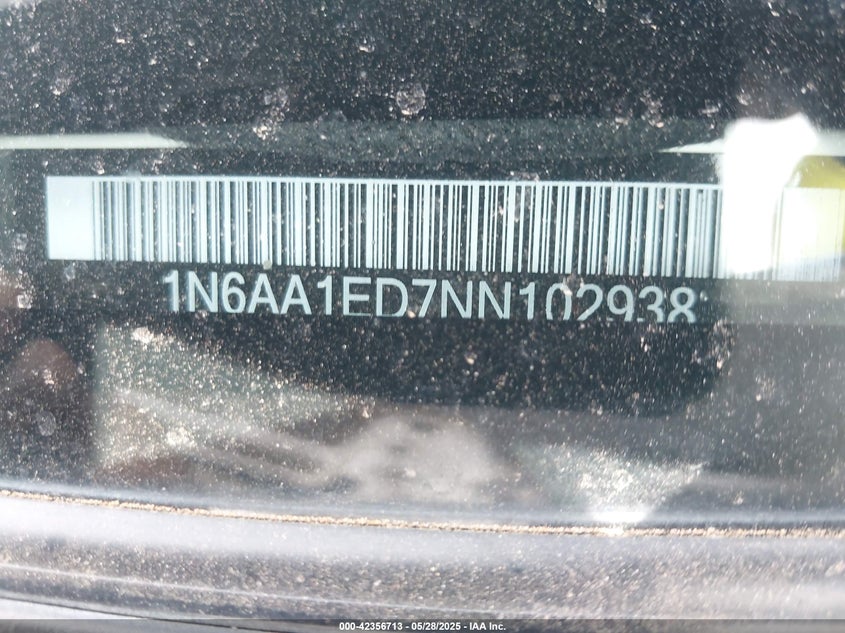 1N6AA1ED7NN102938
000-42356713 - 05/28/2025 - IAA Inc.